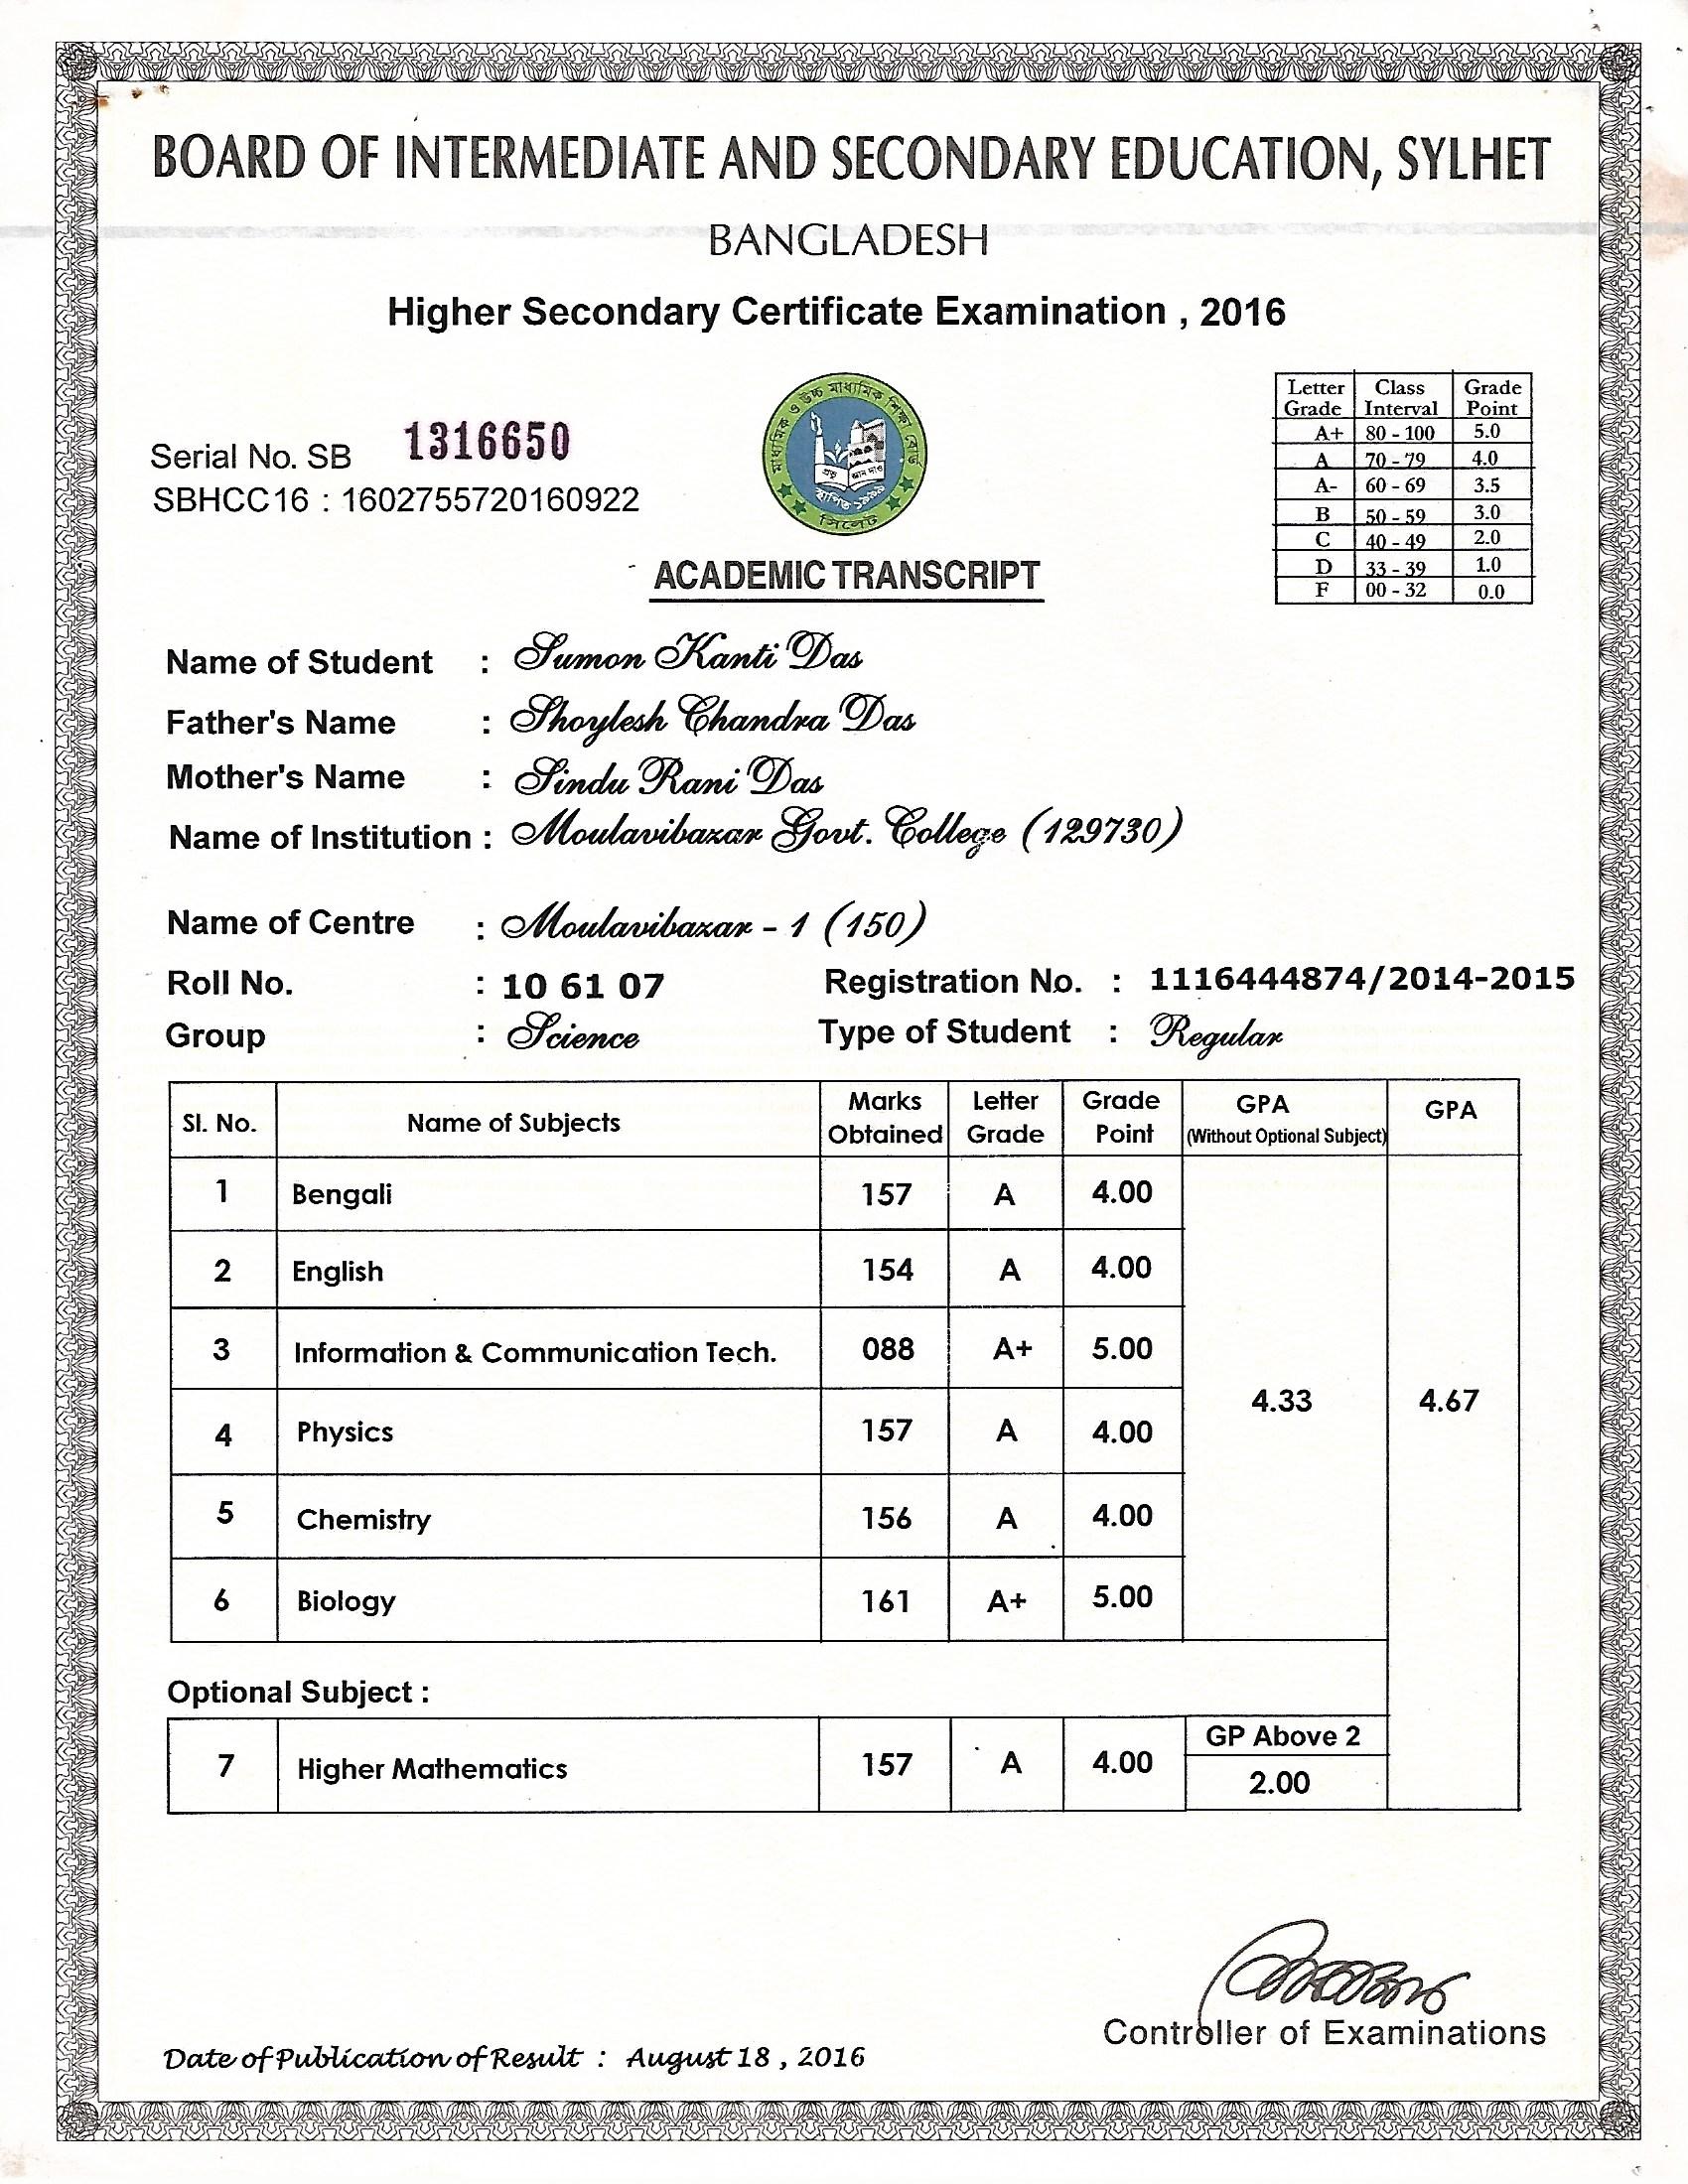 BOARD OF INTERMEDIATE AND SECONDARY EDUCATION, SYLHET
BANGLADESH
Higher Secondary Certificate Examination , 2016
Serial No. SB 1316650
SBHCC16 : 1602755720160922
মাধ্যমিক ও উচ্চ মাধ্যমিক শিক্ষা বোর্ড
স্থাপিত ১৯৯৯
সিলেট
Letter Grade Class Interval Grade Point
A+ 80 - 100 5.0
A 70 - 79 4.0
A- 60 - 69 3.5
B 50 - 59 3.0
C 40 - 49 2.0
D 33 - 39 1.0
F 00 - 32 0.0
ACADEMIC TRANSCRIPT
Name of Student : Sumon Kanti Das
Father's Name : Shoylesh Chandra Das
Mother's Name : Sindu Rani Das
Name of Institution : Moulavibazar Govt. College (129730)
Name of Centre : Moulavibazar - 1 (150)
Roll No. : 10 61 07 Registration No. : 1116444874/2014-2015
Group : Science Type of Student : Regular
Sl. No. Name of Subjects Marks Obtained Letter Grade Grade Point GPA (Without Optional Subject) GPA
1 Bengali 157 A 4.00
2 English 154 A 4.00
3 Information & Communication Tech. 088 A+ 5.00
4.33 4.67
4 Physics 157 A 4.00
5 Chemistry 156 A 4.00
6 Biology 161 A+ 5.00
Optional Subject :
7 Higher Mathematics 157 A 4.00 GP Above 2
2.00
Controller of Examinations
Date of Publication of Result : August 18 , 2016